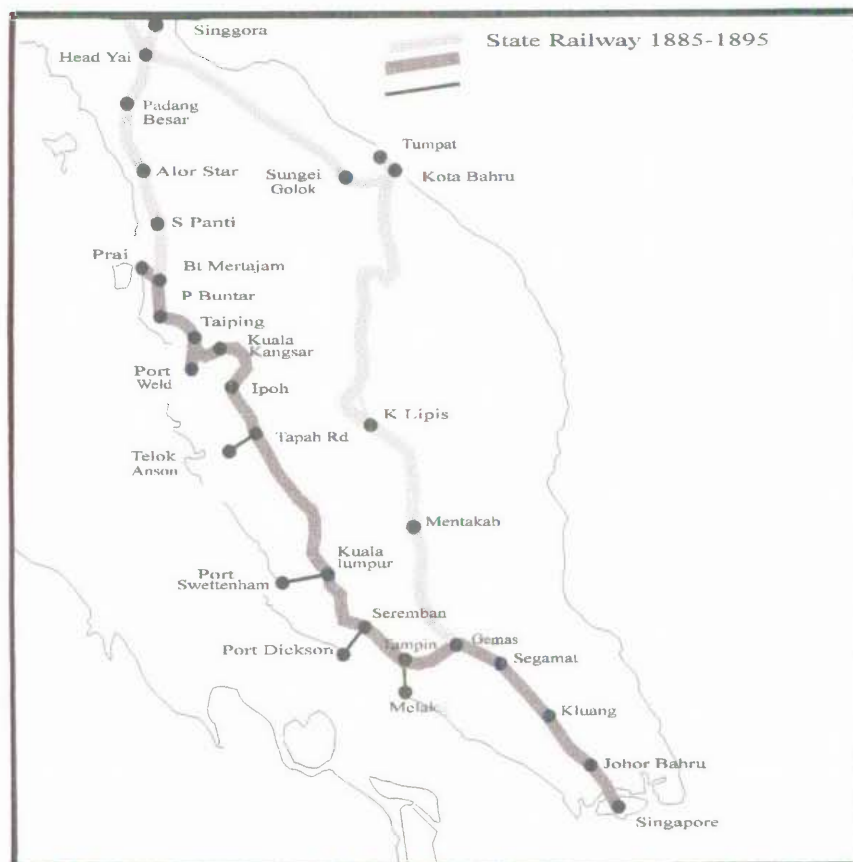 Singgora
State Railway 1885-1895
Head Yai
Padang
Besar
Tumpat
Alor Star
Sungei
Golok
Kota Bahru
S Panti
Prai
Bt Mertajam
P Buntar
Taiping
Kuala
Kangsar
Port
Weld
Ipoh
K Lipis
Tapah Rd
Telok
Anson
Mentakab
Kuala
lumpur
Port
Swettenham
Seremban
Port Dickson
Tampin
Gemas
Segamat
Melak
Kluang
Johor Bahru
Singapore